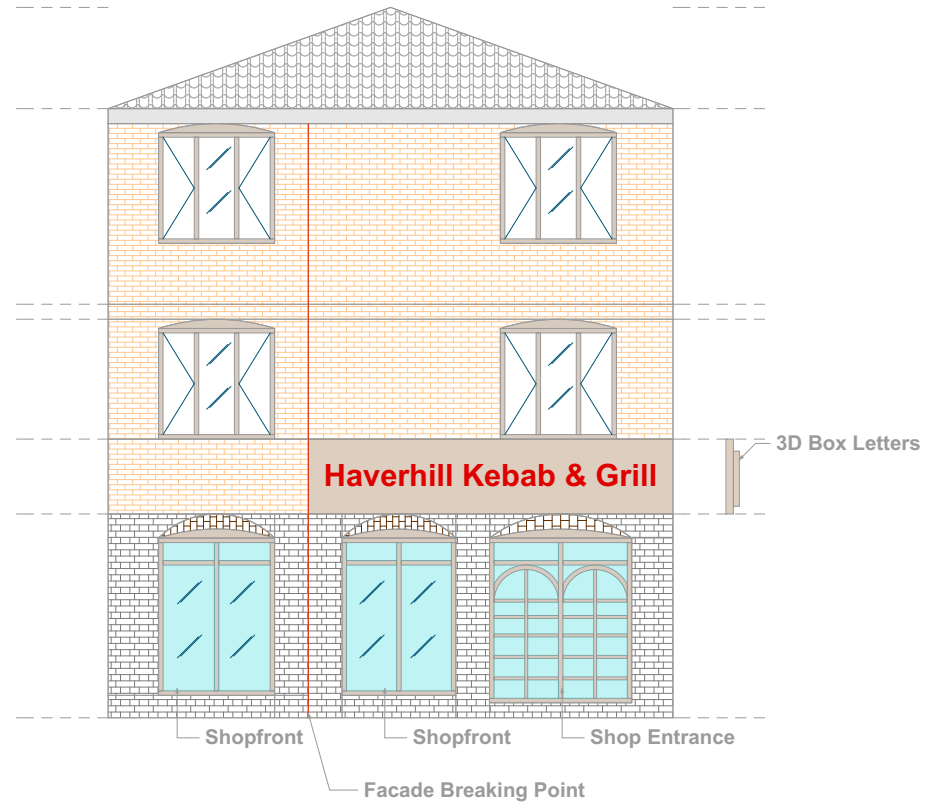 Haverhill Kebab & Grill
3D Box Letters
Shopfront
Shopfront
Shop Entrance
Facade Breaking Point